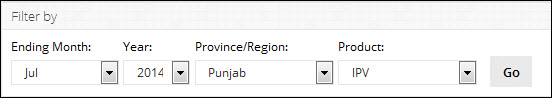 Filter by
Ending Month: Year: Province/Region: Product:
Jul 2014 Punjab IPV Go